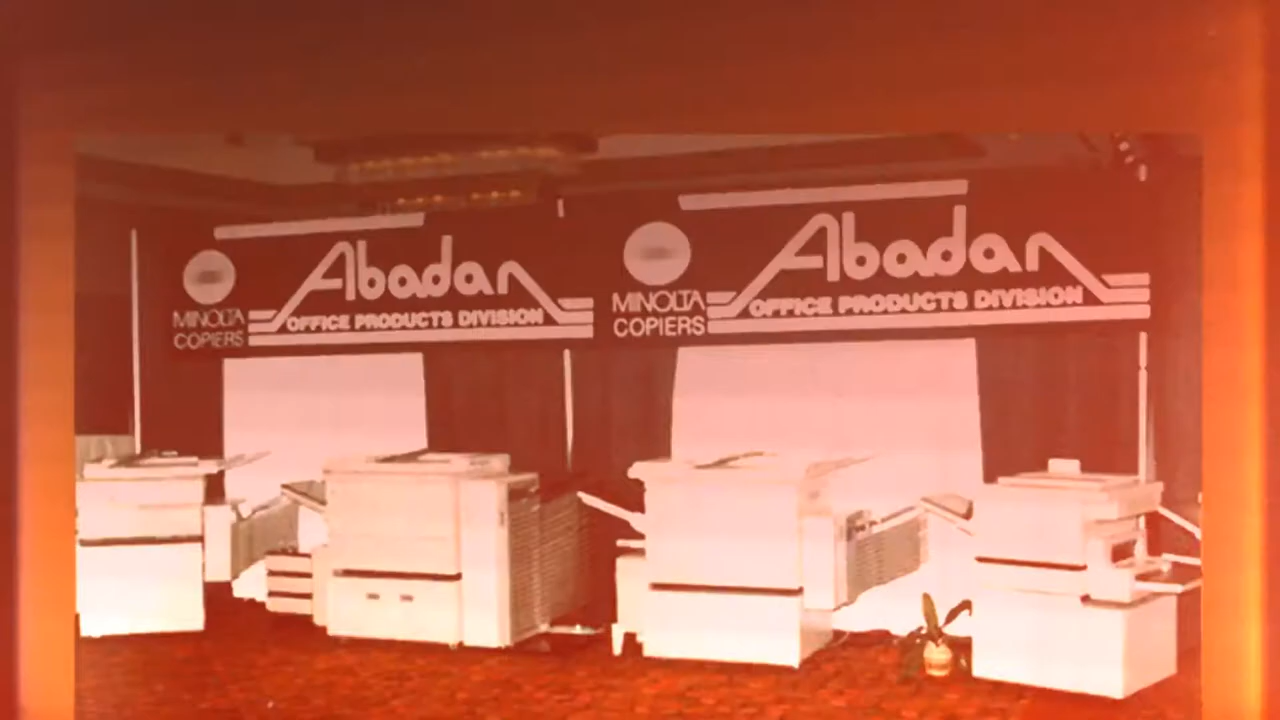 Abadan
MINOLTA
COPIERS
OFFICE PRODUCTS DIVISION
Abadan
MINOLTA
COPIERS
OFFICE PRODUCTS DIVISION